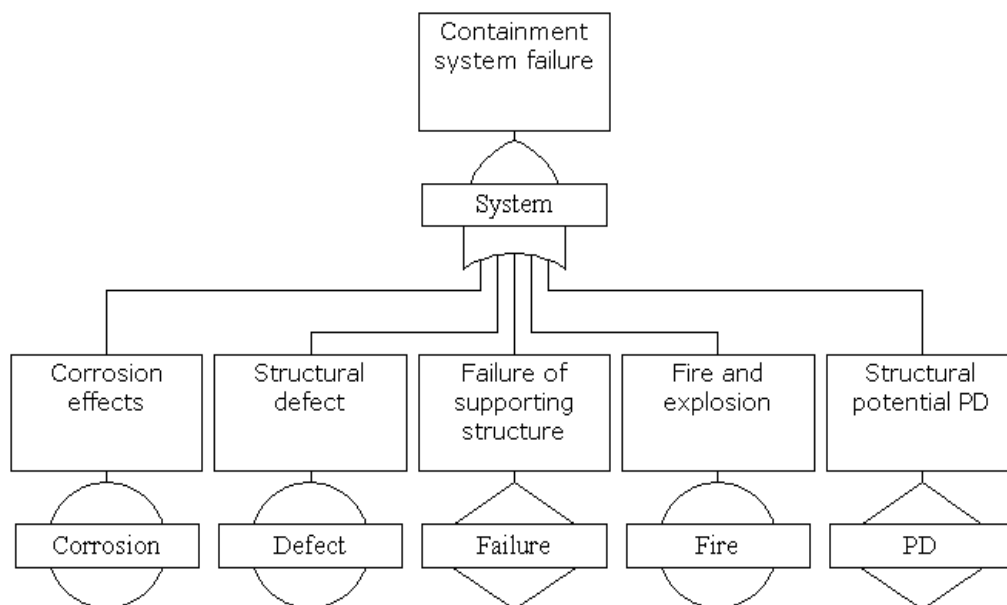 Containment
system failure
System
Corrosion
effects
Structural
defect
Failure of
supporting
structure
Fire and
explosion
Structural
potential PD
Corrosion
Defect
Failure
Fire
PD